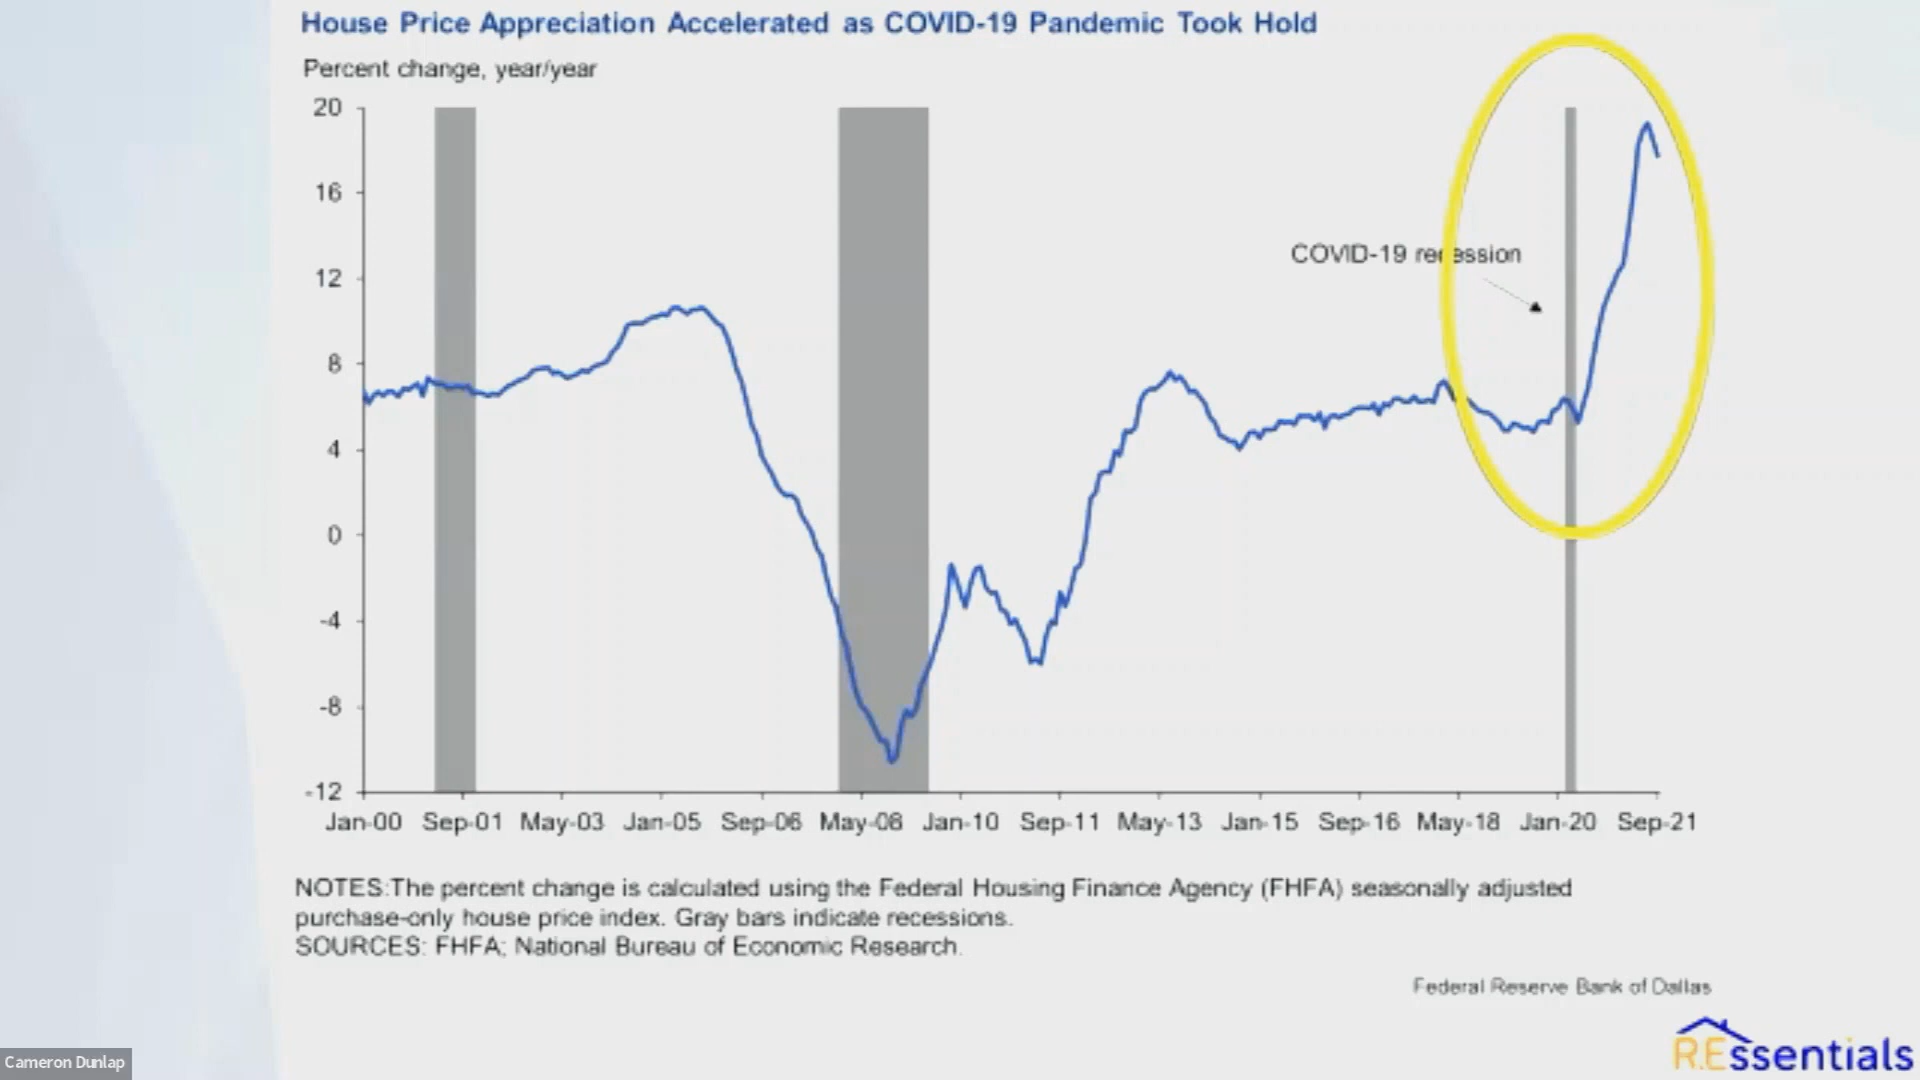 House Price Appreciation Accelerated as COVID-19 Pandemic Took Hold
Percent change, year/year
20
16
12
8
4
0
-4
-8
-12
COVID-19 recession
Jan-00 Sep-01 May-03 Jan-05 Sep-06 May-08 Jan-10 Sep-11 May-13 Jan-15 Sep-16 May-18 Jan-20 Sep-21
NOTES:The percent change is calculated using the Federal Housing Finance Agency (FHFA) seasonally adjusted
purchase-only house price index. Gray bars indicate recessions.
SOURCES: FHFA; National Bureau of Economic Research.
Federal Reserve Bank of Dallas
R.Essentials
Cameron Dunlap